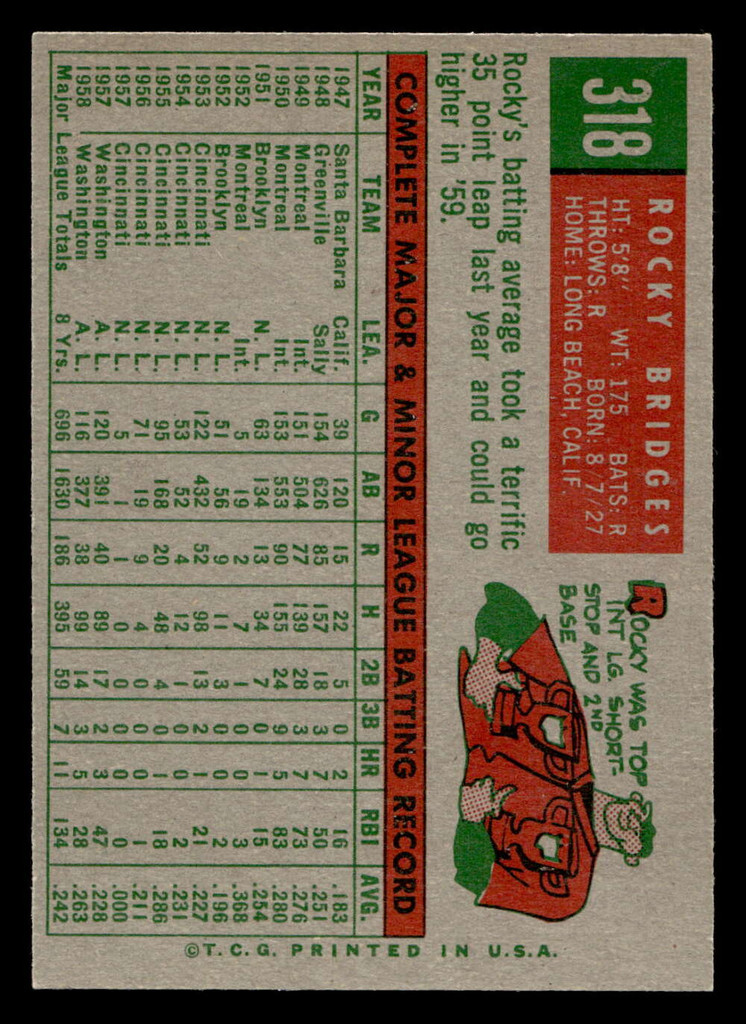 318
ROCKY BRIDGES
HT: 5'8" WT: 175 BATS: R
THROWS: R BORN: 8/7/27
HOME: LONG BEACH, CALIF.
Rocky's batting average took a terrific
35 point leap last year and could go
higher in '59.
ROCKY WAS TOP
INT LG. SHORT-
STOP AND 2ND
BASE
COMPLETE MAJOR & MINOR LEAGUE BATTING RECORD
YEAR TEAM LEA. G AB R H 2B 3B HR RBI AVG.
1947 Santa Barbara Calif. 39 120 15 22 5 0 2 16 .183
1948 Greenville Sally 154 626 85 157 18 3 7 50 .251
1949 Montreal Int. 151 504 77 139 28 3 7 73 .276
1950 Montreal Int. 153 553 90 155 24 9 5 83 .280
1951 Brooklyn N. L. 63 134 13 34 7 0 1 15 .254
1952 Montreal Int. 5 19 2 7 1 0 0 3 .368
1952 Brooklyn N. L. 51 56 9 11 3 0 0 2 .196
1953 Cincinnati N. L. 122 432 52 98 13 2 1 21 .227
1954 Cincinnati N. L. 53 52 4 12 1 0 0 2 .231
1955 Cincinnati N. L. 95 168 20 48 4 0 1 18 .286
1956 Cincinnati N. L. 71 19 9 4 0 0 0 1 .211
1957 Cincinnati N. L. 5 1 1 0 0 0 0 0 .000
1957 Washington A. L. 120 391 40 89 17 2 3 47 .228
1958 Washington A. L. 116 377 38 99 14 3 5 28 .263
Major League Totals 8 Yrs. 696 1630 186 395 59 7 11 134 .242
©T.C.G. PRINTED IN U.S.A.